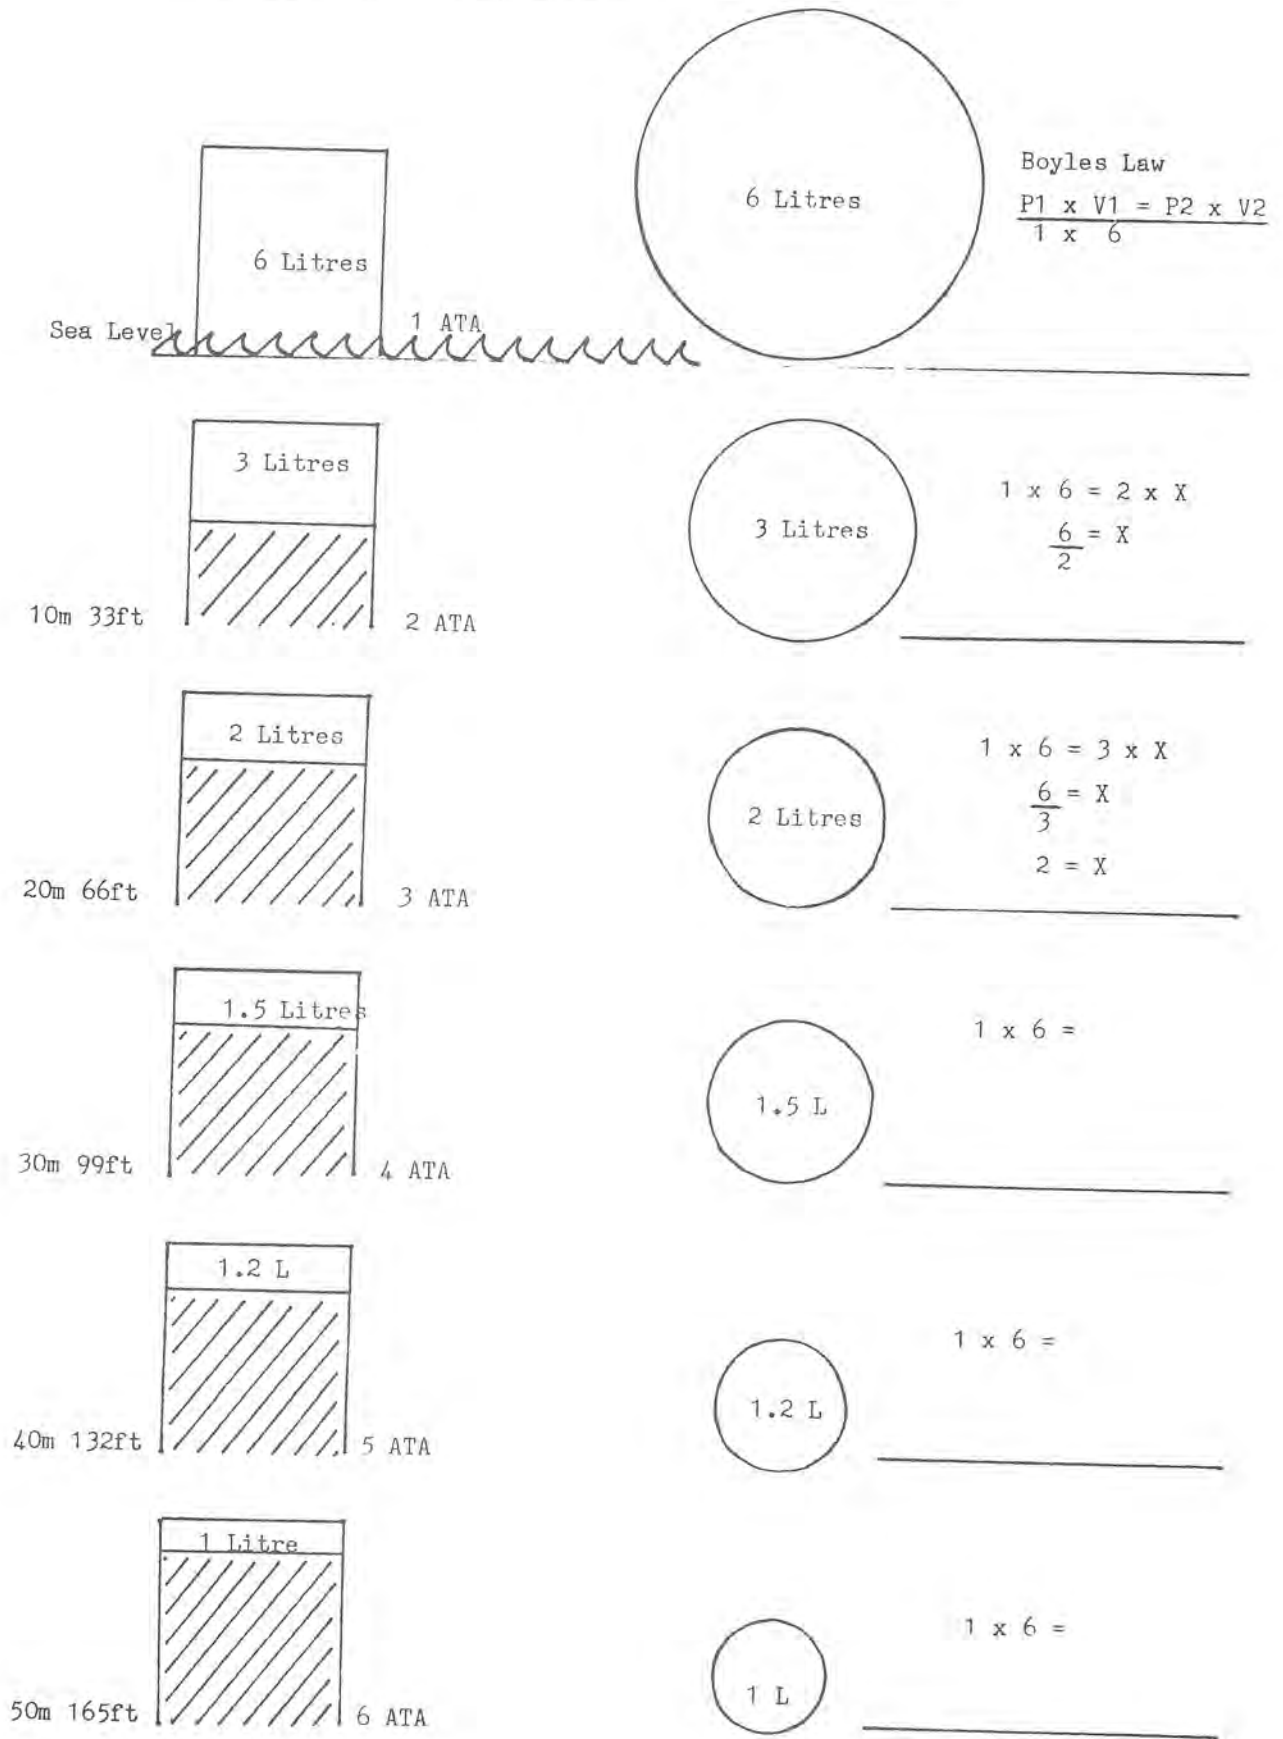 6 Litres
Sea Level
1 ATA
6 Litres
Boyles Law
P1 x V1 = P2 x V2
1 x 6
3 Litres
10m 33ft
2 ATA
3 Litres
1 x 6 = 2 x X
6 = X
2
2 Litres
20m 66ft
3 ATA
2 Litres
1 x 6 = 3 x X
6 = X
3
2 = X
1.5 Litres
30m 99ft
4 ATA
1.5 L
1 x 6 =
1.2 L
40m 132ft
5 ATA
1.2 L
1 x 6 =
1 Litre
50m 165ft
6 ATA
1 L
1 x 6 =